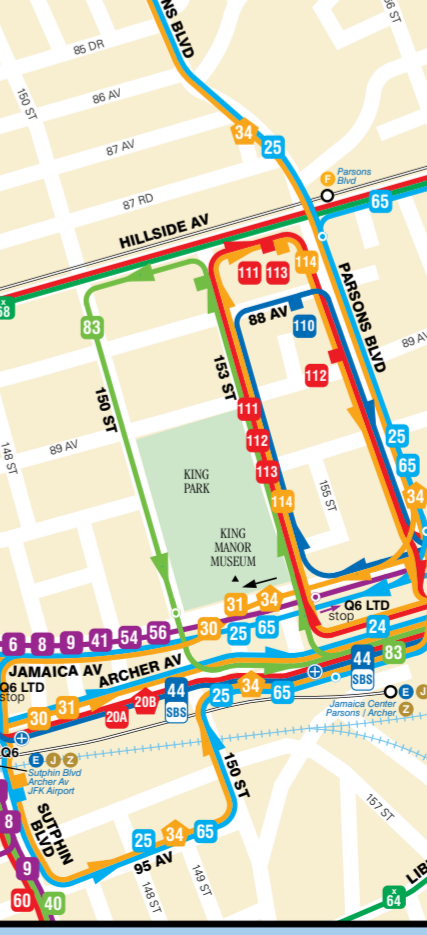 NS BLVD
85 DR
150 ST
86 AV
87 AV
34
25
F
Parsons
Blvd
87 RD
65
HILLSIDE AV
x
68
111
113
114
83
88 AV
110
PARSONS BLVD
89 AV
153 ST
112
150 ST
111
112
113
114
25
65
34
148 ST
89 AV
KING
PARK
155 ST
KING
MANOR
MUSEUM
31
34
Q6 LTD
stop
6
8
9
41
54
56
30
25
65
24
JAMAICA AV
ARCHER AV
83
Q6 LTD
stop
30
31
20A
20B
44
SBS
25
34
65
44
SBS
E
J
Z
Jamaica Center
Parsons / Archer
Q6
E
J
Z
Sutphin Blvd
Archer Av
JFK Airport
150 ST
157 ST
SUTPHIN
BLVD
8
9
25
34
65
95 AV
148 ST
149 ST
60
40
x
64
LIB